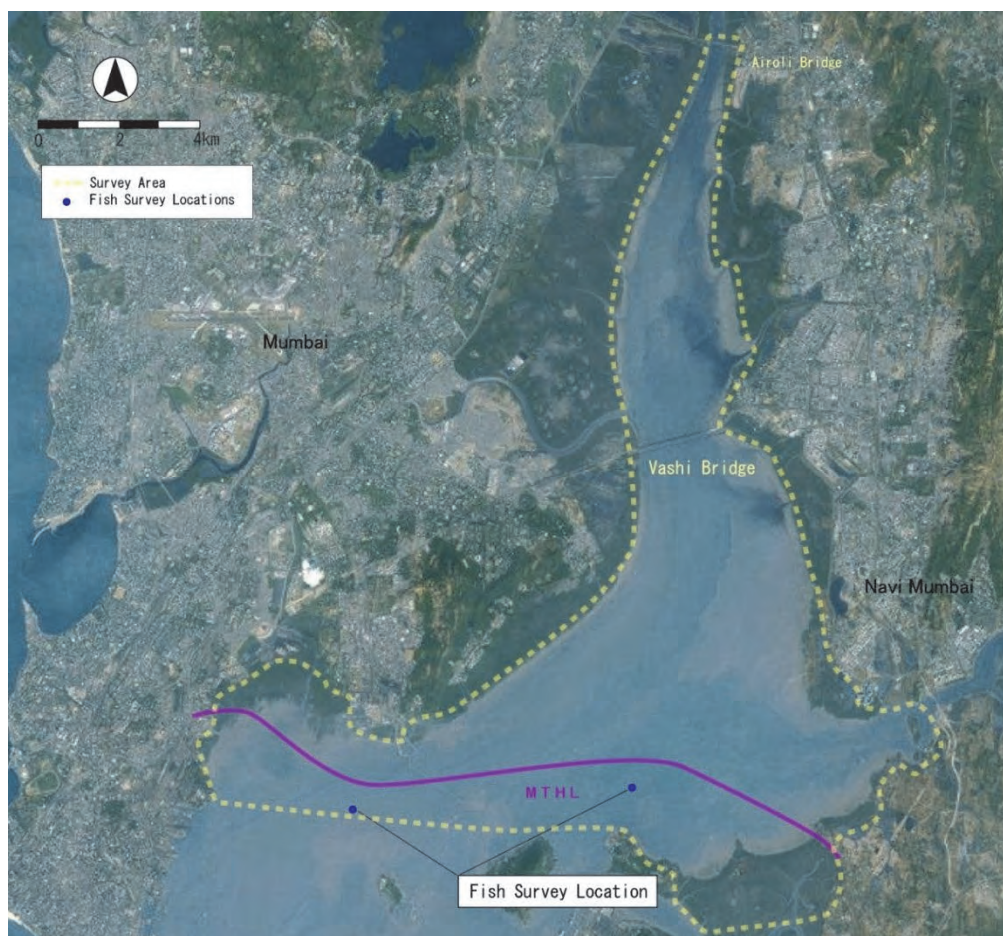 Airoli Bridge
0 2 4km
Survey Area
Fish Survey Locations
Mumbai
Vashi Bridge
Navi Mumbai
MTHL
Fish Survey Location